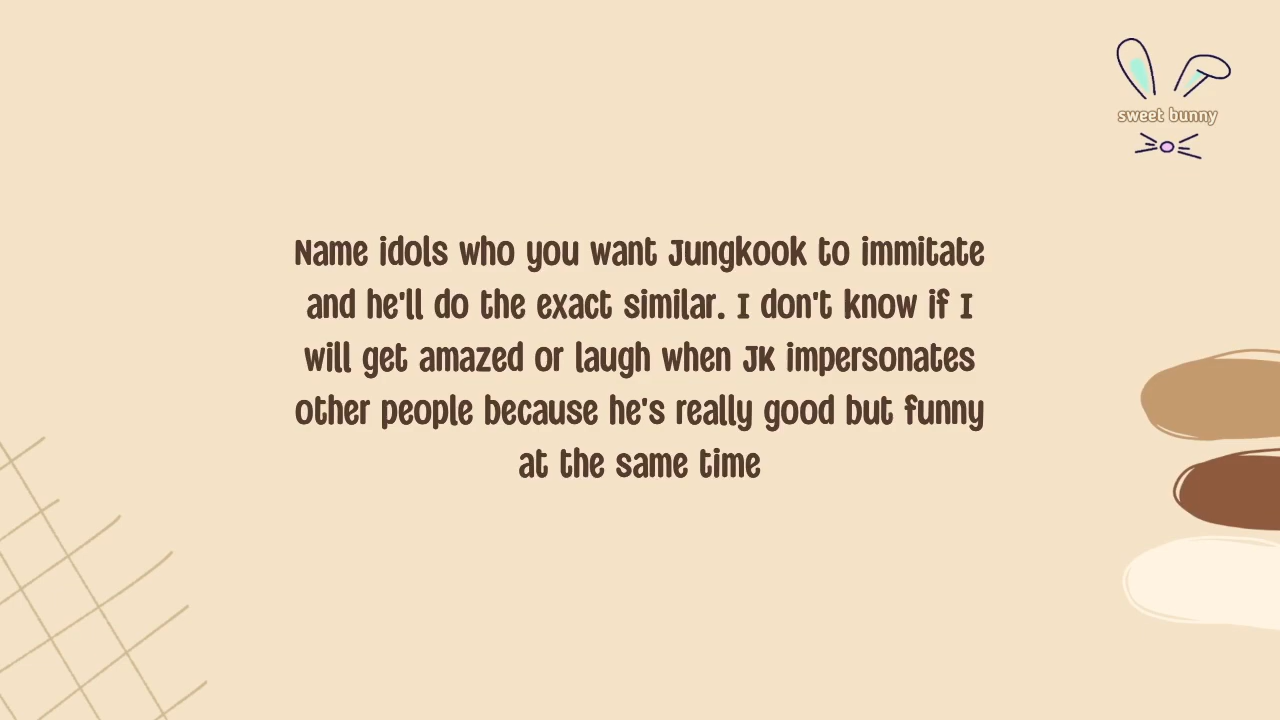 sweet bunny
Name idols who you want Jungkook to immitate
and he'll do the exact similar. I don't know if I
will get amazed or laugh when JK impersonates
other people because he's really good but funny
at the same time